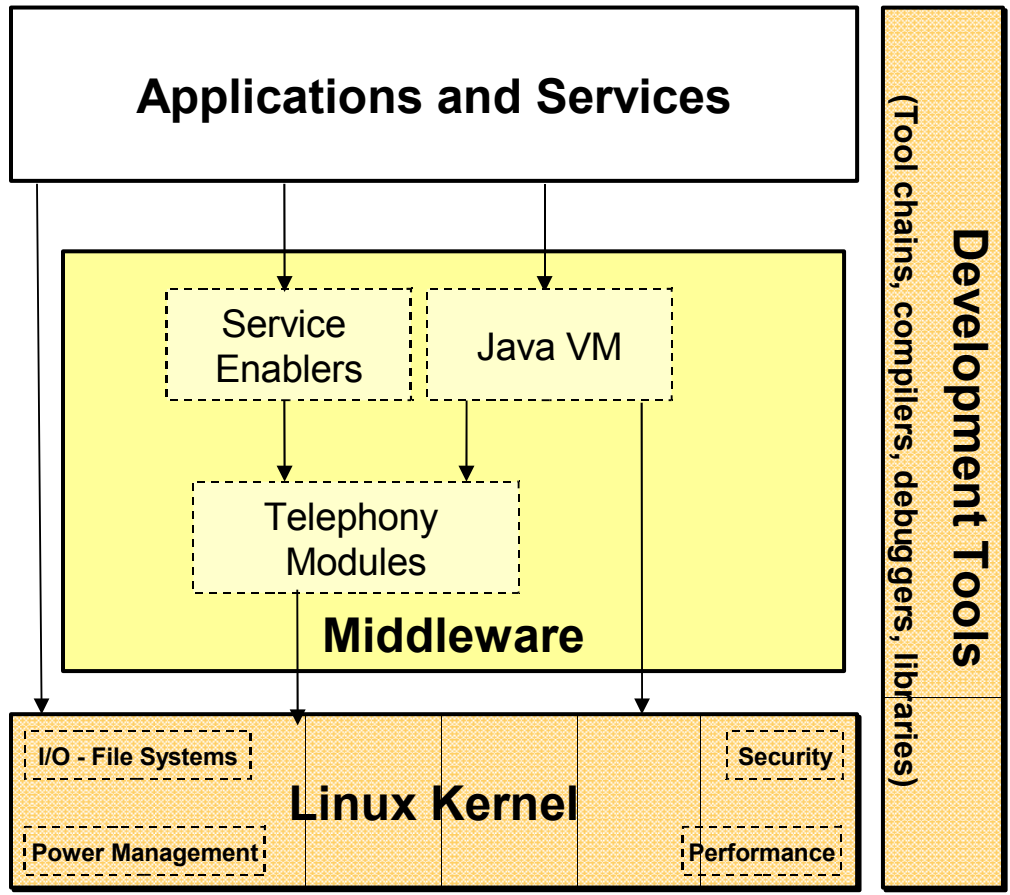 Applications and Services
Service
Enablers
Java VM
Telephony
Modules
Middleware
I/O - File Systems
Security
Linux Kernel
Power Management
Performance
Development Tools
(Tool chains, compilers, debuggers, libraries)